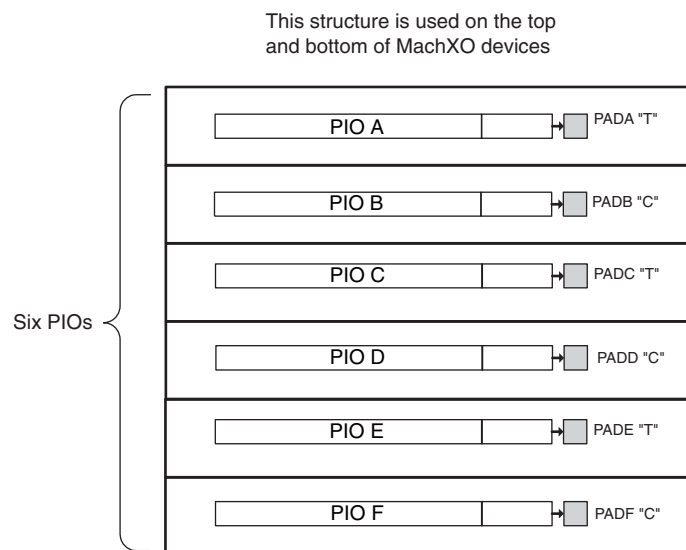 This structure is used on the top
and bottom of MachXO devices
PIO A
PADA "T"
PIO B
PADB "C"
PIO C
PADC "T"
Six PIOs
PIO D
PADD "C"
PIO E
PADE "T"
PIO F
PADF "C"